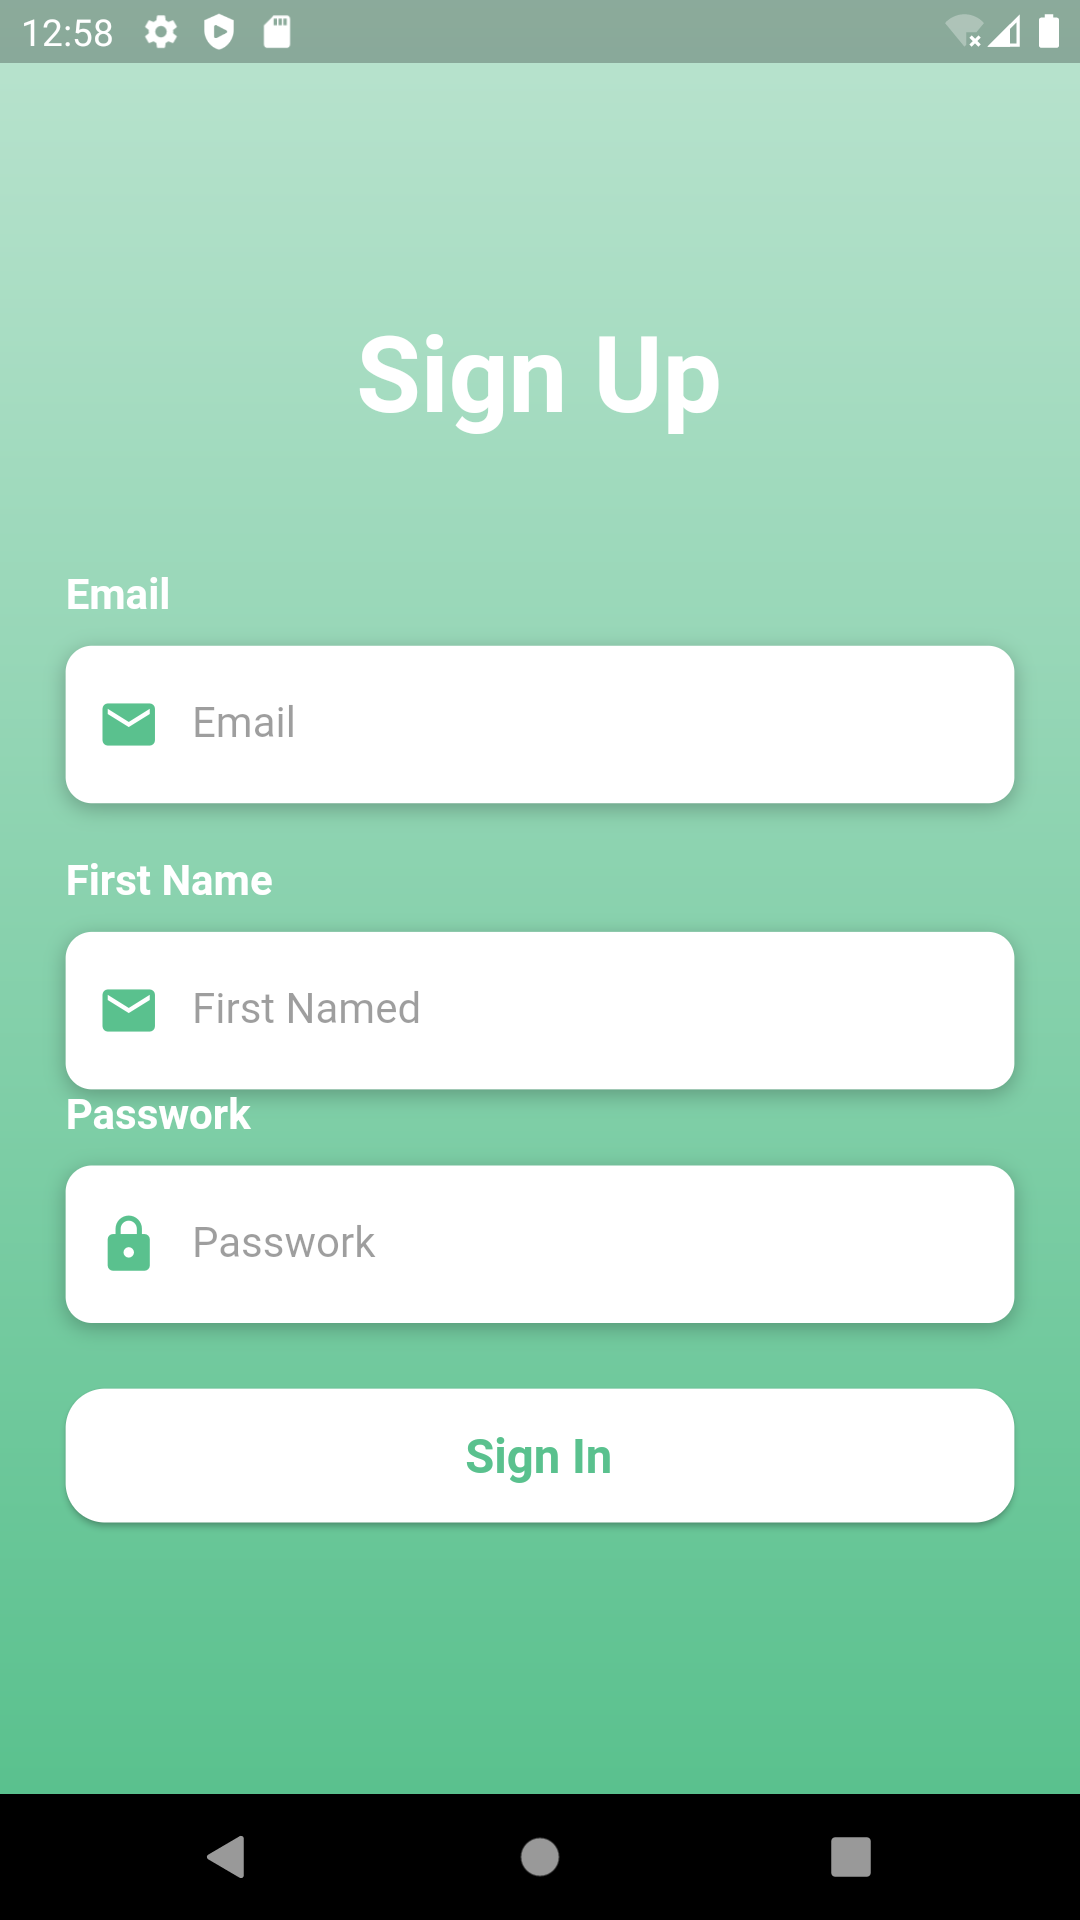 12:58
Sign Up
Email
Email
First Name
First Named
Passwork
Passwork
Sign In